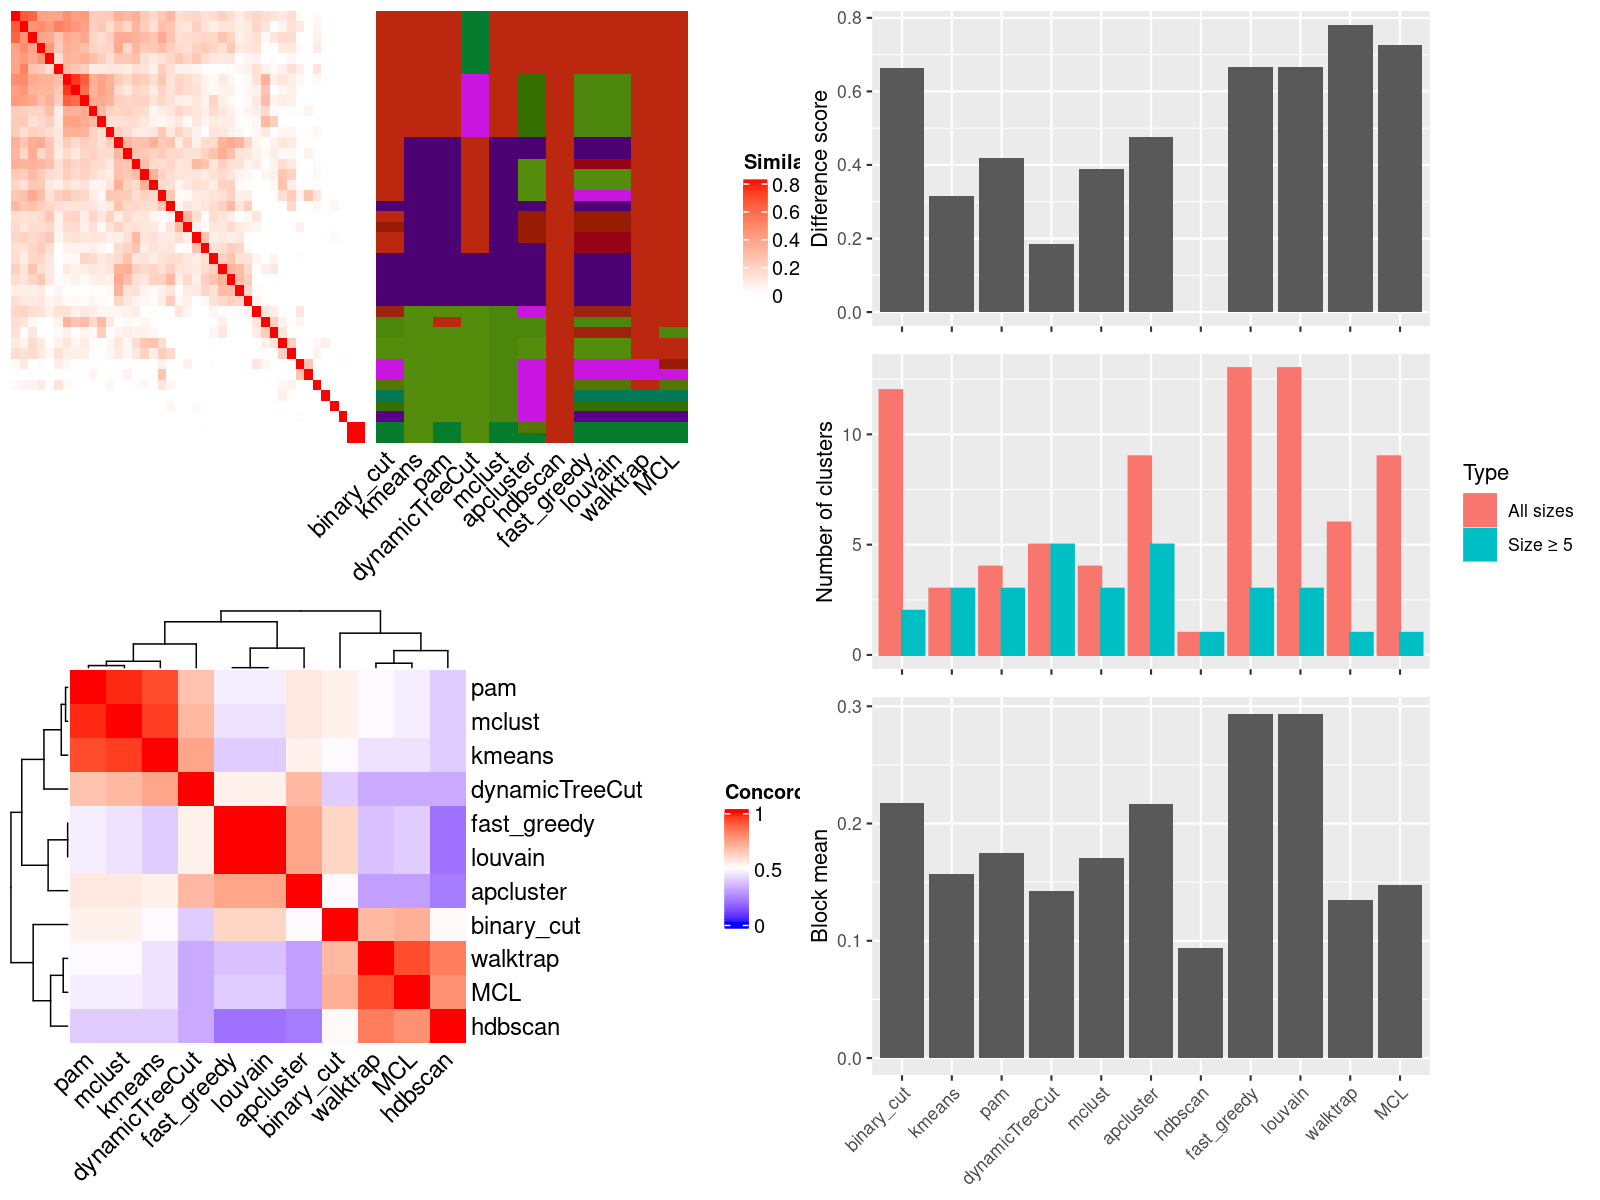 Simila
0.8
0.6
0.4
0.2
0
binary_cut
kmeans
pam
dynamicTreeCut
mclust
apcluster
hdbscan
fast_greedy
louvain
walktrap
MCL
Difference score
0.8
0.6
0.4
0.2
0.0
Number of clusters
10
5
0
Type
All sizes
Size ≥ 5
pam
mclust
kmeans
dynamicTreeCut
fast_greedy
louvain
apcluster
binary_cut
walktrap
MCL
hdbscan
pam
mclust
kmeans
dynamicTreeCut
fast_greedy
louvain
apcluster
binary_cut
walktrap
MCL
hdbscan
Concord
1
0.5
0
Block mean
0.3
0.2
0.1
0.0
binary_cut
kmeans
pam
dynamicTreeCut
mclust
apcluster
hdbscan
fast_greedy
louvain
walktrap
MCL